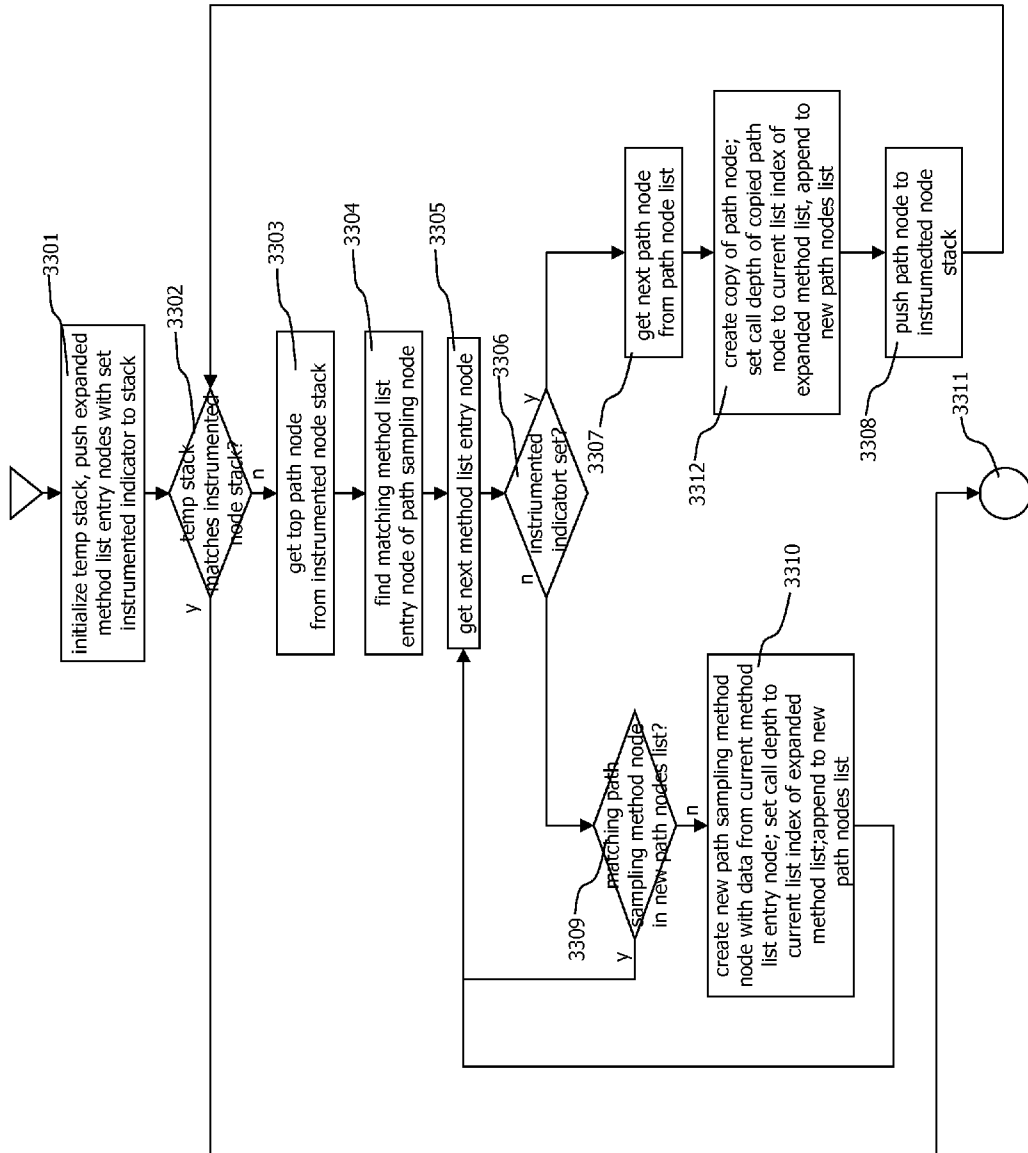 3301
initialize temp stack, push expanded
method list entry nodes with set
instrumented indicator to stack
3302
temp stack
matches instrumented
node stack?
y
n
3303
get top path node
from instrumented node stack
3304
find matching method list
entry node of path sampling node
3305
get next method list entry node
3306
instrumented
indicatort set?
n
y
3309
matching path
sampling method node
in new path nodes list?
y
n
3310
create new path sampling method
node with data from current method
list entry node; set call depth to
current list index of expanded
method list;append to new
path nodes list
3307
get next path node
from path node list
3312
create copy of path node;
set call depth of copied path
node to current list index of
expanded method list, append to
new path nodes list
3308
push path node to
instrumedted node
stack
3311